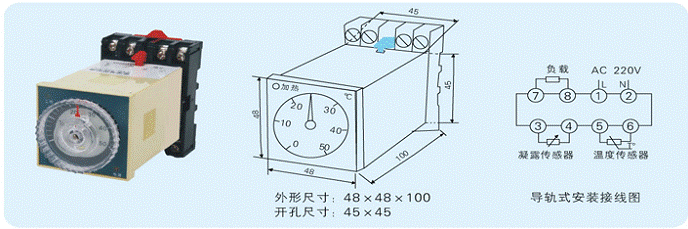 45
加热
℃
0 10 20 30 40 50
48
48
45
100
外形尺寸：48×48×100
开孔尺寸：45×45
负载 AC 220V
L N
⑦ ⑧ ① ②
③ ④ ⑤ ⑥
凝露传感器 温度传感器
t°
导轨式安装接线图